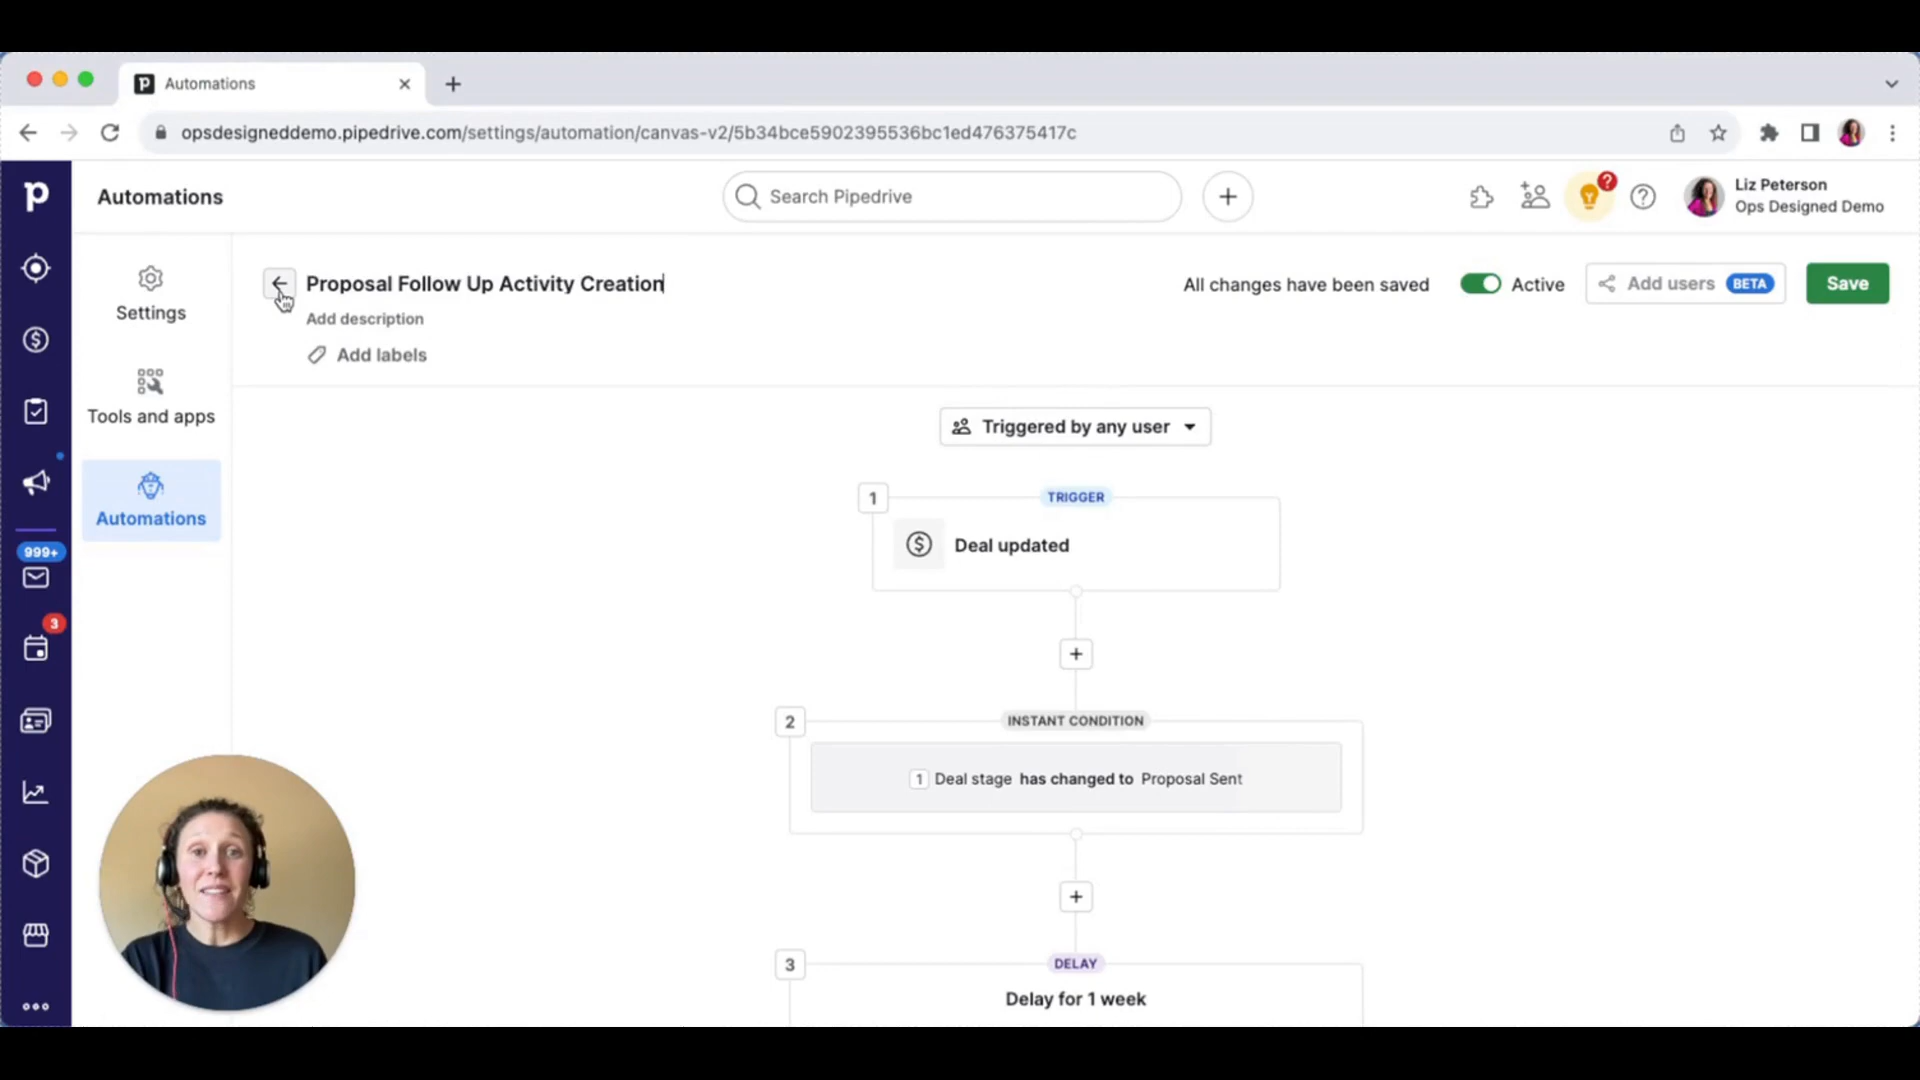 Automations
opsdesigneddemo.pipedrive.com/settings/automation/canvas-v2/5b34bce5902395536bc1ed476375417c
p
Automations
Search Pipedrive
?
Liz Peterson
Ops Designed Demo
Settings
Tools and apps
Automations
999+
3
Proposal Follow Up Activity Creation
Add description
Add labels
All changes have been saved
Active
Add users BETA
Save
Triggered by any user
1 TRIGGER
Deal updated
2 INSTANT CONDITION
1 Deal stage has changed to Proposal Sent
3 DELAY
Delay for 1 week